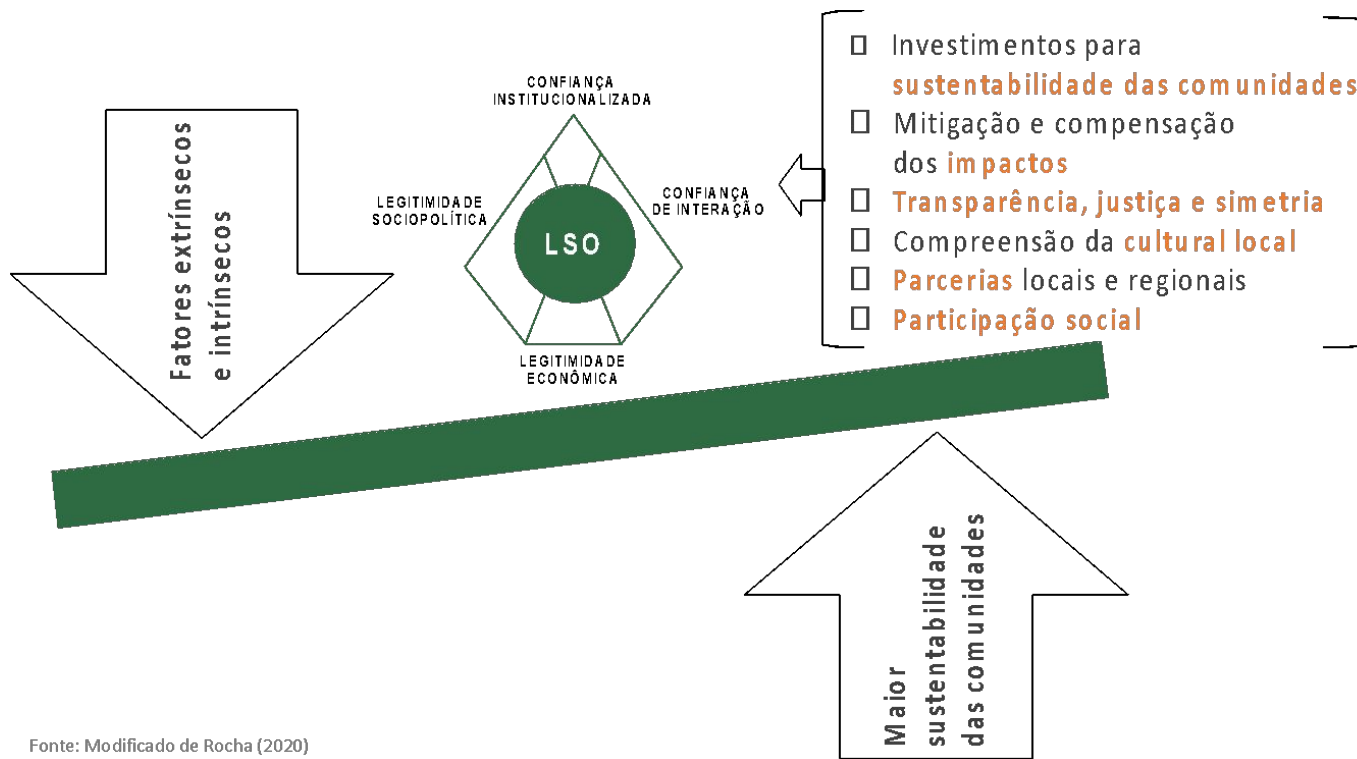 Fatores extrínsecos
e intrínsecos
CONFIANÇA
INSTITUCIONALIZADA
LEGITIMIDADE
SOCIOPOLÍTICA
LSO
CONFIANÇA
DE INTERAÇÃO
LEGITIMIDADE
ECONÔMICA
Investimentos para
sustentabilidade das comunidades
Mitigação e compensação
dos impactos
Transparência, justiça e simetria
Compreensão da cultural local
Parcerias locais e regionais
Participação social
Maior
sustentabilidade
das comunidades
Fonte: Modificado de Rocha (2020)